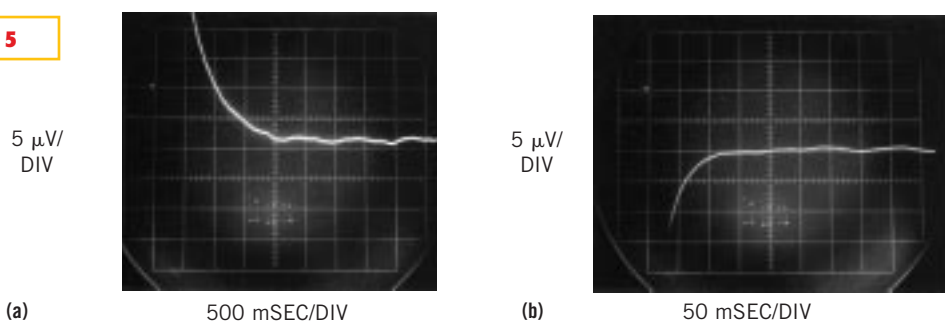 5
5 μV/
DIV
5 μV/
DIV
(a)
500 mSEC/DIV
(b)
50 mSEC/DIV